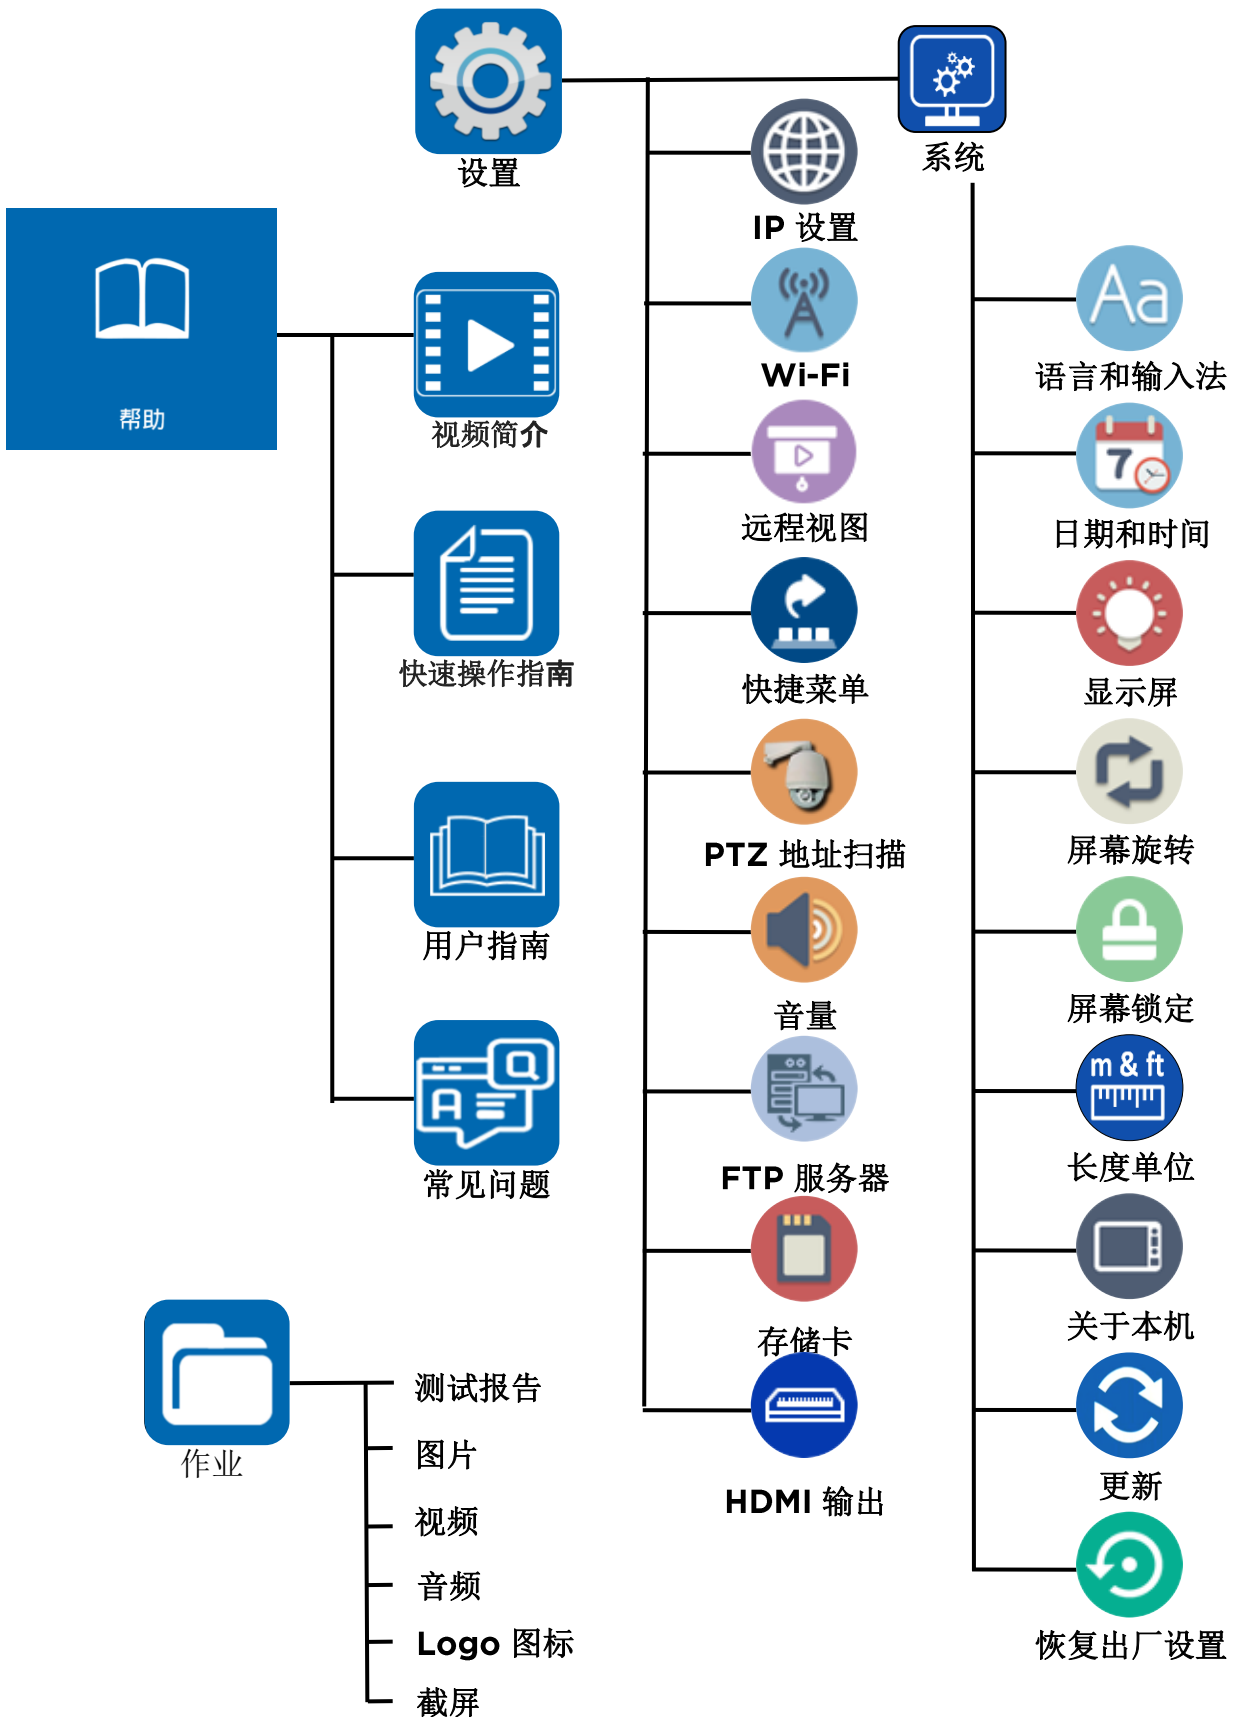 设置
系统
IP 设置
帮助
Wi-Fi
语言和输入法
视频简介
远程视图
日期和时间
7
Aa
快速操作指南
快捷菜单
显示屏
PTZ 地址扫描
屏幕旋转
用户指南
音量
屏幕锁定
m & ft
Q
A
常见问题
FTP 服务器
长度单位
存储卡
关于本机
测试报告
作业
图片
HDMI 输出
更新
视频
音频
Logo 图标
恢复出厂设置
截屏